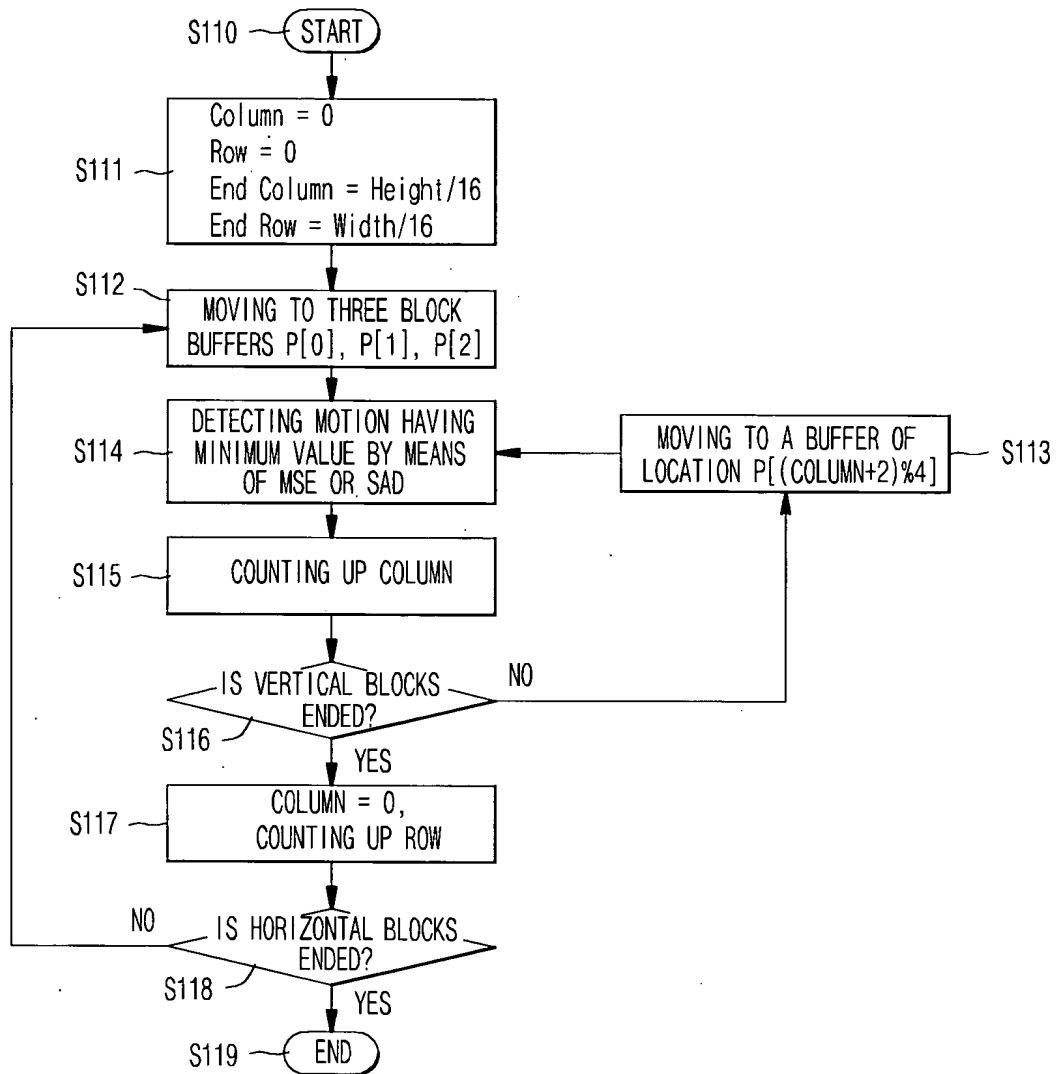 S110
START
S111
Column = 0
Row = 0
End Column = Height/16
End Row = Width/16
S112
MOVING TO THREE BLOCK
BUFFERS P[0], P[1], P[2]
S114
DETECTING MOTION HAVING
MINIMUM VALUE BY MEANS
OF MSE OR SAD
MOVING TO A BUFFER OF
LOCATION P[(COLUMN+2)%4]
S113
S115
COUNTING UP COLUMN
IS VERTICAL BLOCKS
ENDED?
NO
S116
YES
S117
COLUMN = 0,
COUNTING UP ROW
NO
IS HORIZONTAL BLOCKS
ENDED?
S118
YES
S119
END